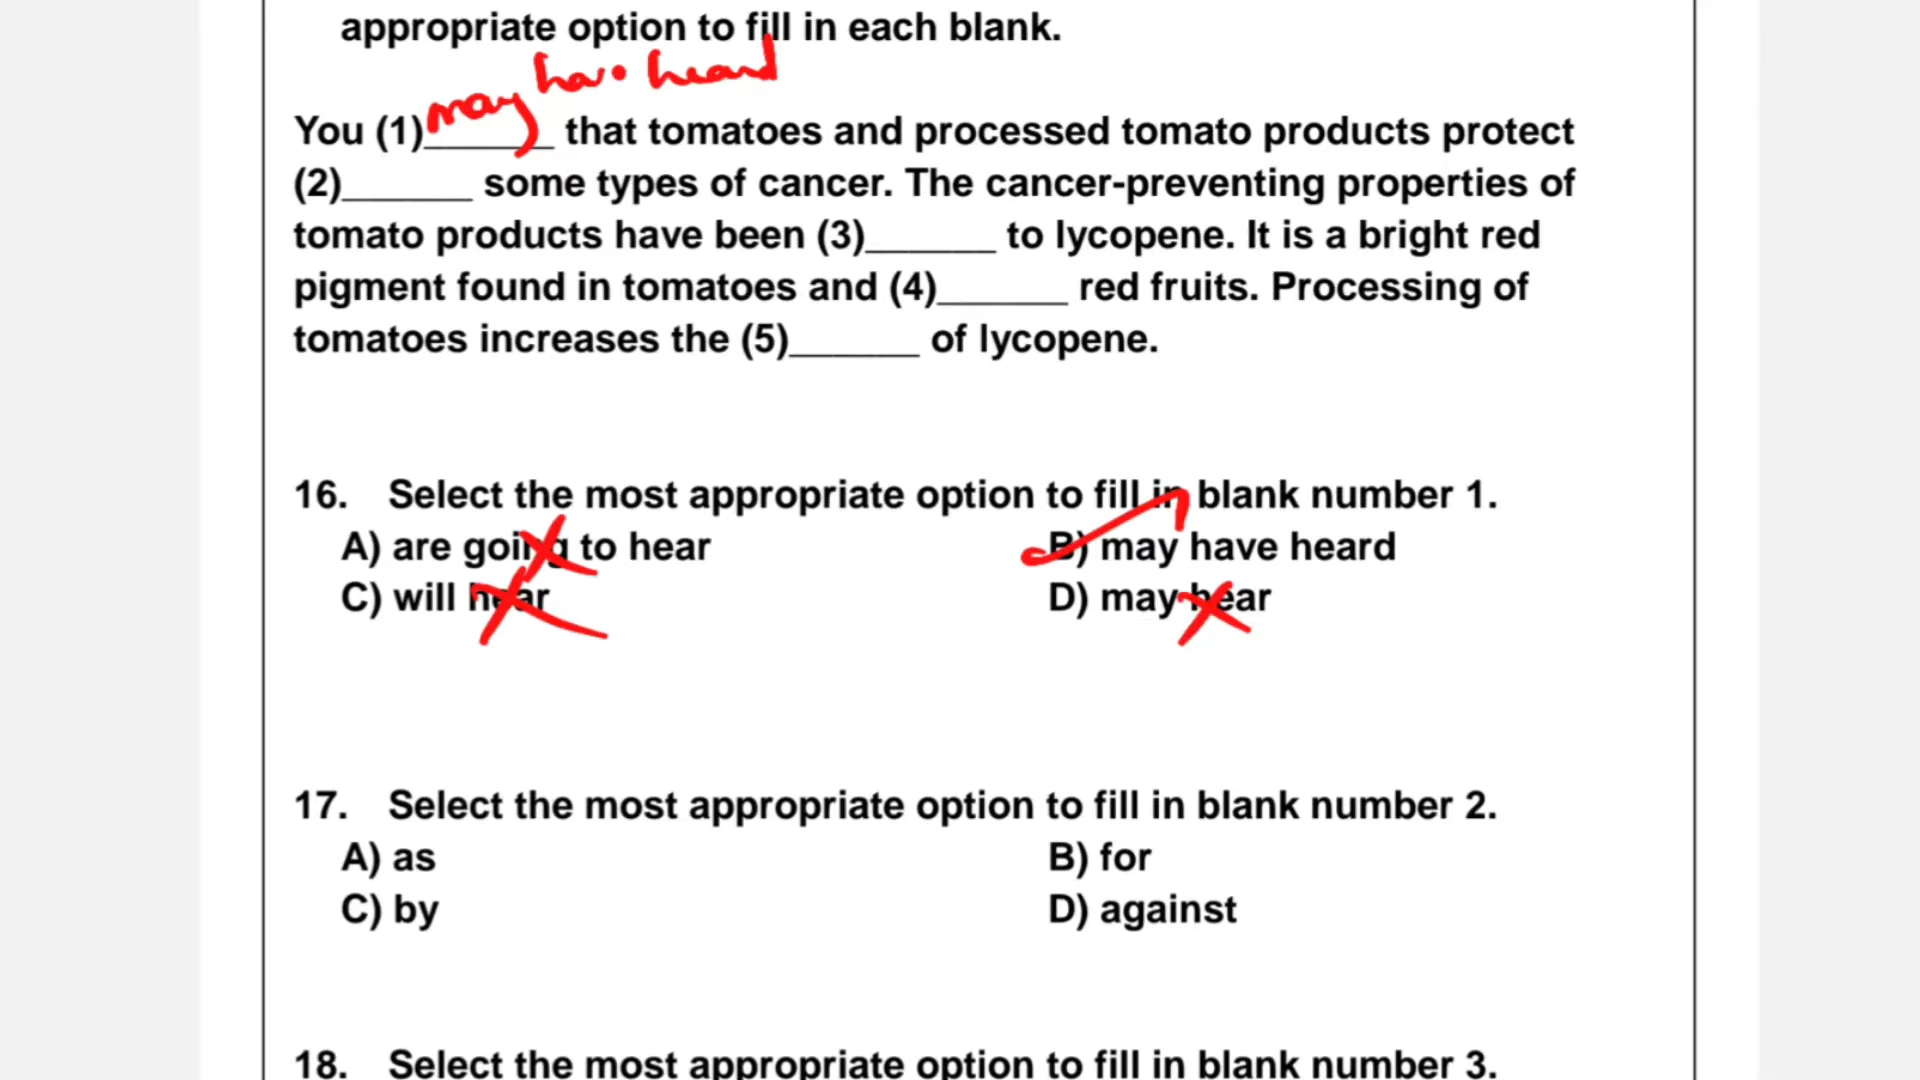 appropriate option to fill in each blank.
have heard
may
You (1)______ that tomatoes and processed tomato products protect
(2)______ some types of cancer. The cancer-preventing properties of
tomato products have been (3)______ to lycopene. It is a bright red
pigment found in tomatoes and (4)______ red fruits. Processing of
tomatoes increases the (5)______ of lycopene.
16. Select the most appropriate option to fill in blank number 1.
A) are going to hear B) may have heard
C) will hear D) may hear
17. Select the most appropriate option to fill in blank number 2.
A) as B) for
C) by D) against
18. Select the most appropriate option to fill in blank number 3.